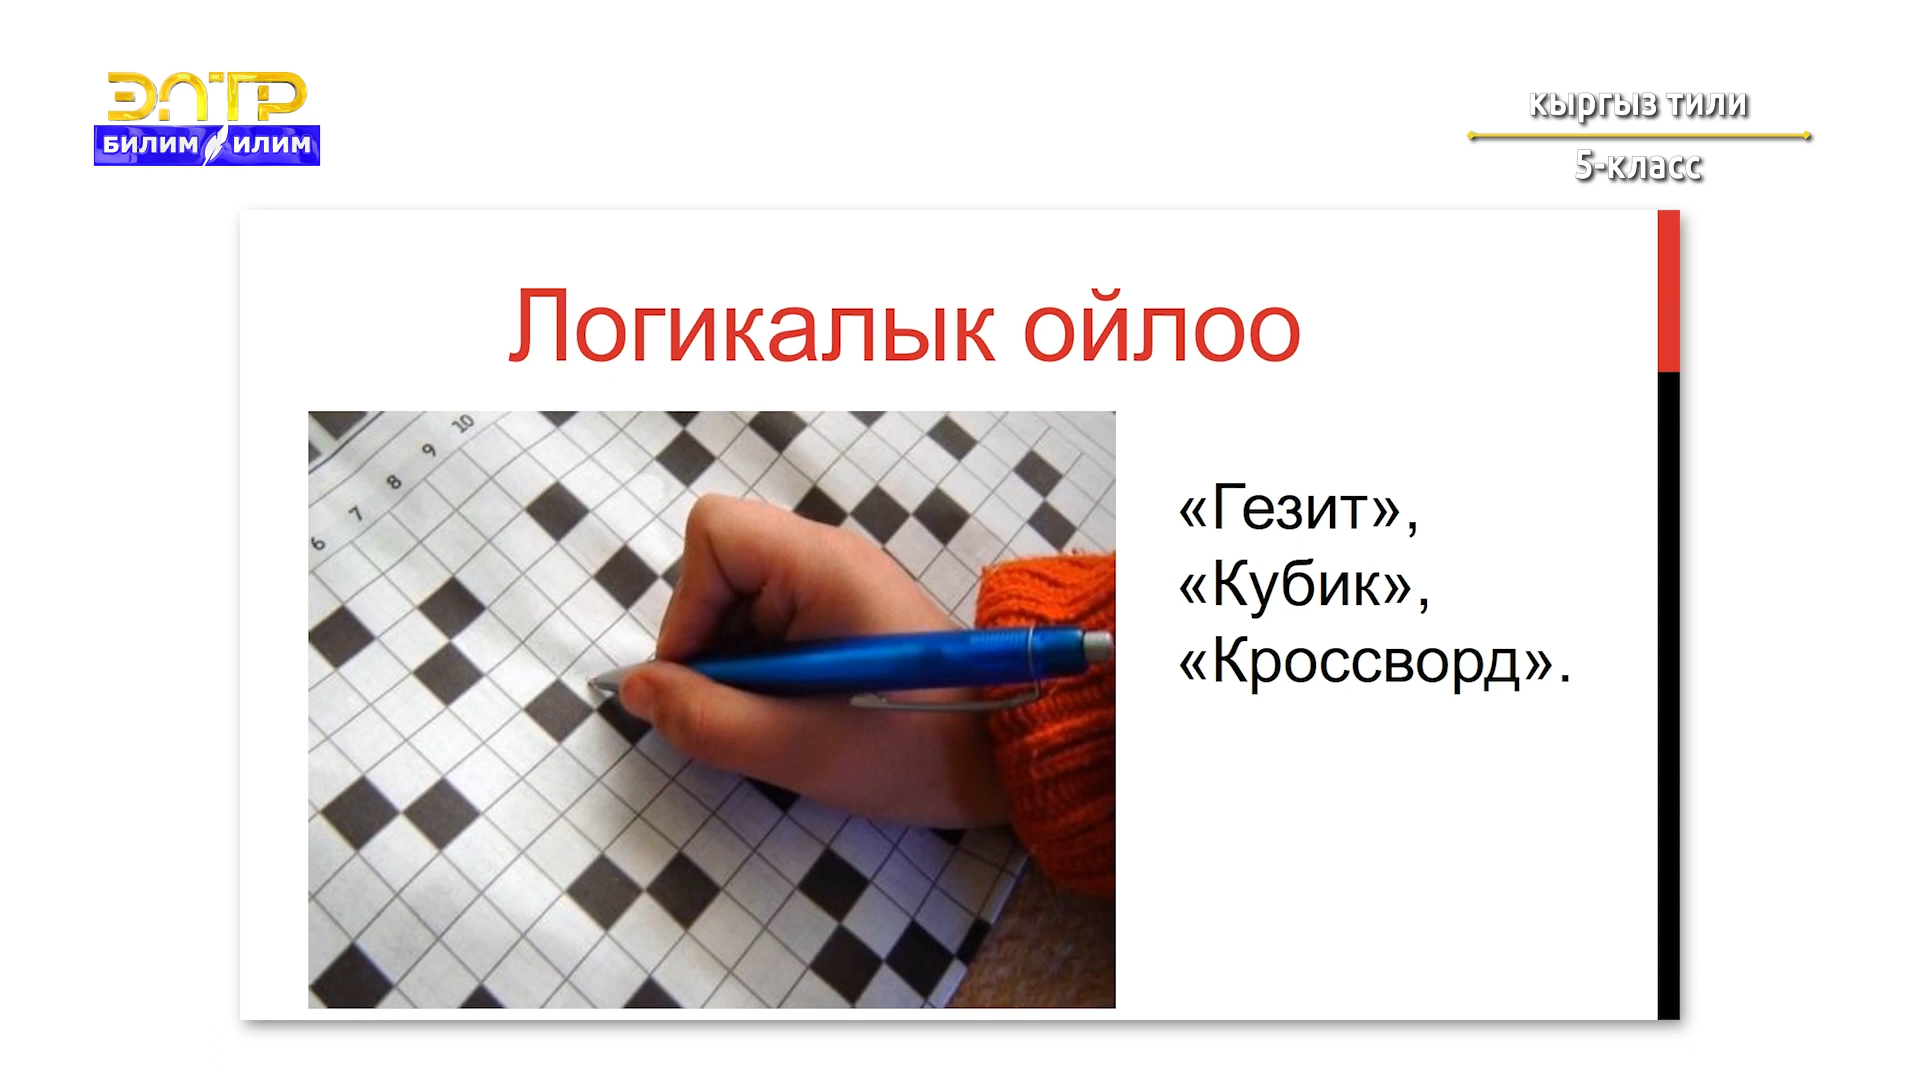 ЭЛТР
БИЛИМ ИЛИМ
кыргыз тили
5-класс
Логикалык ойлоо
10
9
8
7
6
«Гезит»,
«Кубик»,
«Кроссворд».